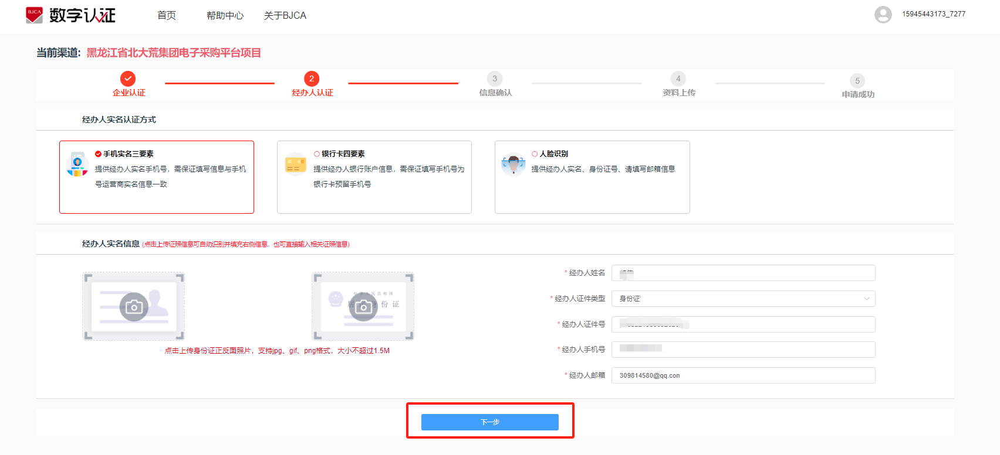 BJCA 数字认证 首页 帮助中心 关于BJCA 15945443173_7277
当前渠道: 黑龙江省北大荒集团电子采购平台项目
2 3 4 5
企业认证 经办人认证 信息确认 资料上传 申请成功
经办人实名认证方式
手机实名三要素
提供经办人实名手机号，需保证填写信息与手机
号运营商实名信息一致
银行卡四要素
提供经办人银行账户信息，需保证填写手机号为
银行卡预留手机号
人脸识别
提供经办人实名、身份证号、请填写邮箱信息
经办人实名信息 (点击上传证照信息可自动识别并填充右侧信息，也可直接输入相关证照信息)
中华人民共和国
身份证
点击上传身份证正反面照片，支持jpg、gif、png格式，大小不超过1.5M
* 经办人姓名
* 经办人证件类型 身份证
* 经办人证件号
* 经办人手机号
* 经办人邮箱 309814580@qq.con
下一步